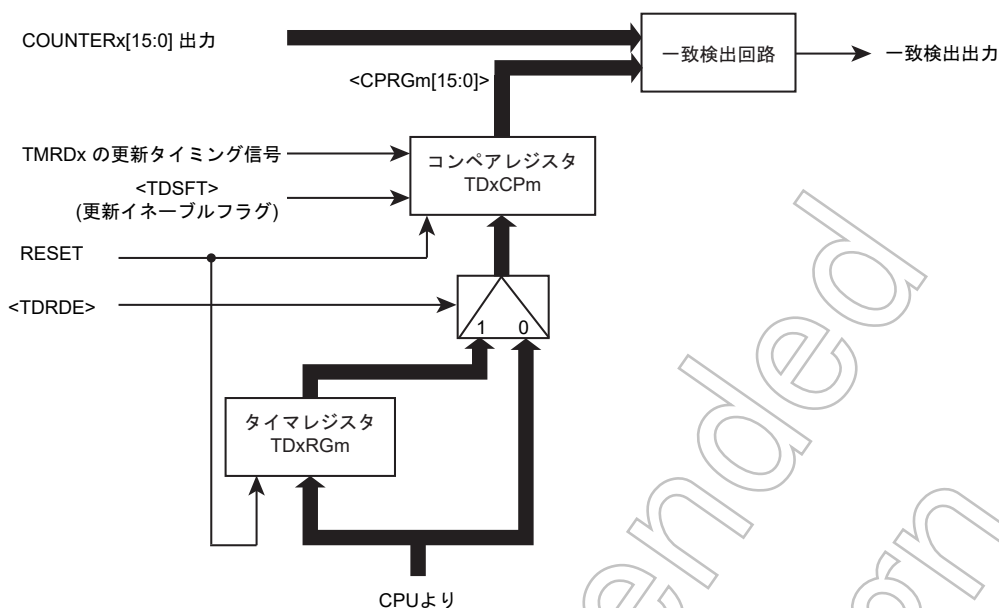 COUNTERx[15:0] 出力
一致検出回路
一致検出出力
<CPRGm[15:0]>
TMRDx の更新タイミング信号
コンペアレジスタ
TDxCPm
<TDSFT>
(更新イネーブルフラグ)
RESET
<TDRDE>
1 0
タイマレジスタ
TDxRGm
CPUより
ended